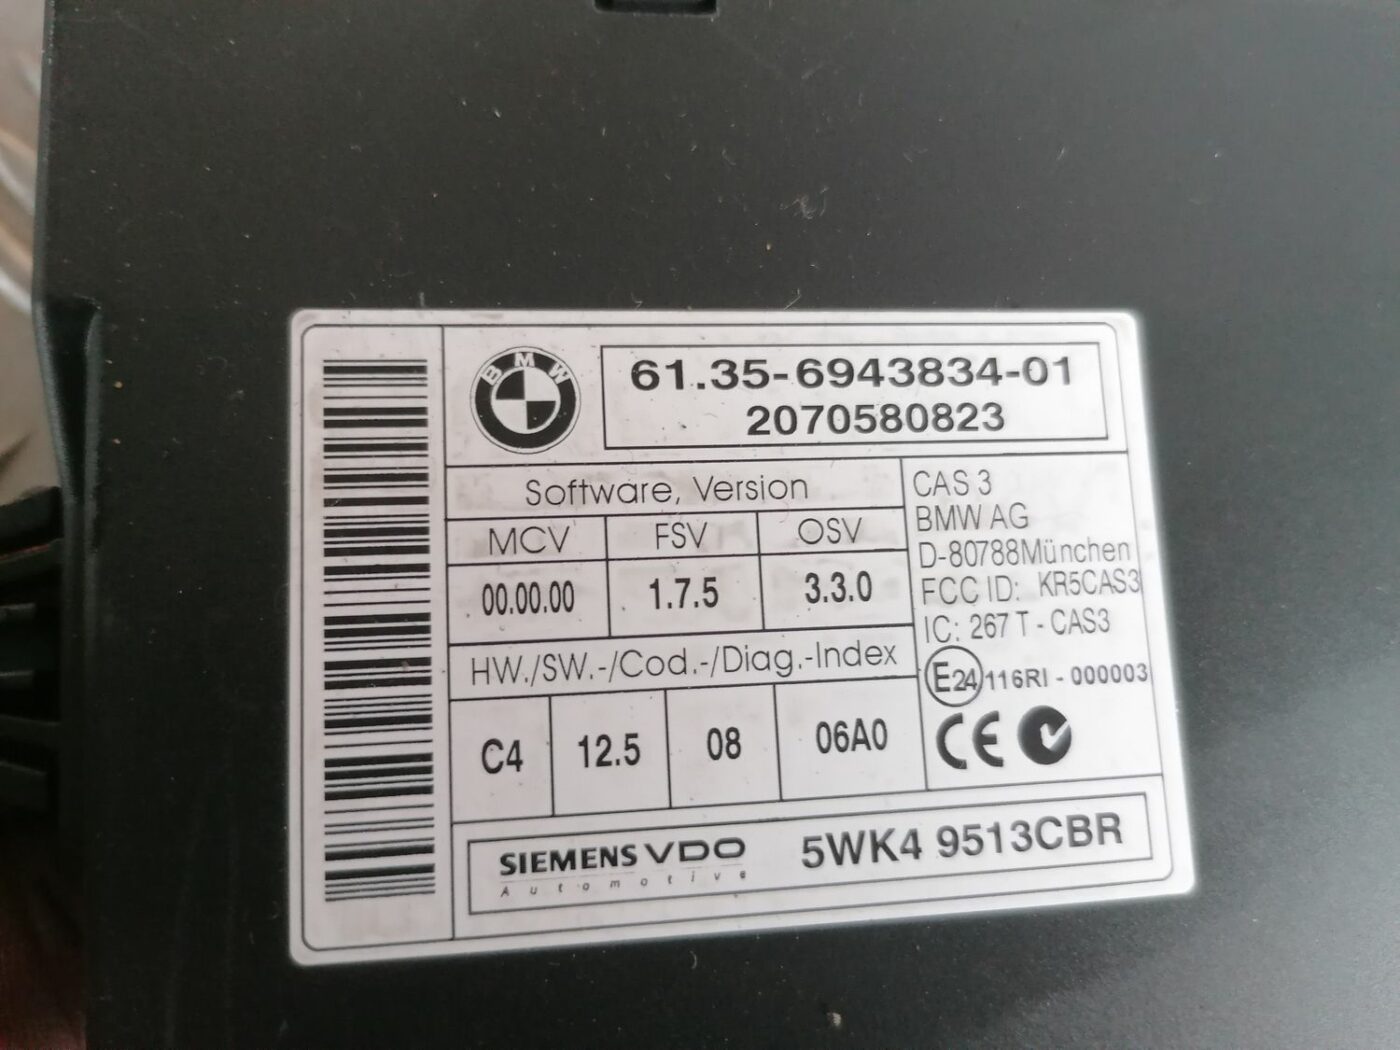 BMW
61.35-6943834-01
2070580823
Software, Version
MCV FSV OSV
00.00.00 1.7.5 3.3.0
HW./SW.-/Cod.-/Diag.-Index
C4 12.5 08 06A0
CAS 3
BMW AG
D-80788München
FCC ID: KR5CAS3
IC: 267 T - CAS3
E24 116RI - 000003
CE
SIEMENS VDO
Automotive
5WK4 9513CBR